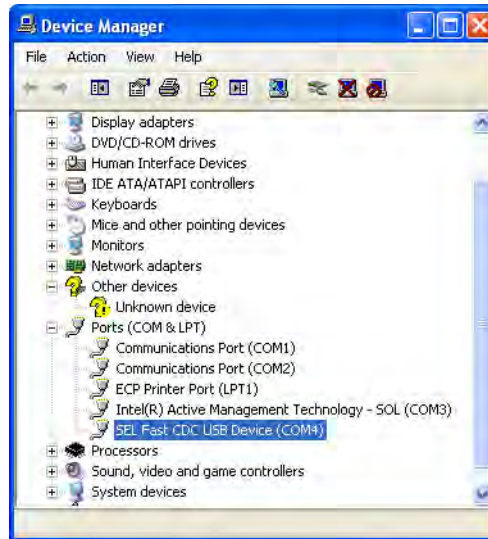 Device Manager
File Action View Help
Display adapters
DVD/CD-ROM drives
Human Interface Devices
IDE ATA/ATAPI controllers
Keyboards
Mice and other pointing devices
Monitors
Network adapters
Other devices
Unknown device
Ports (COM & LPT)
Communications Port (COM1)
Communications Port (COM2)
ECP Printer Port (LPT1)
Intel(R) Active Management Technology - SOL (COM3)
SEL Fast CDC USB Device (COM4)
Processors
Sound, video and game controllers
System devices